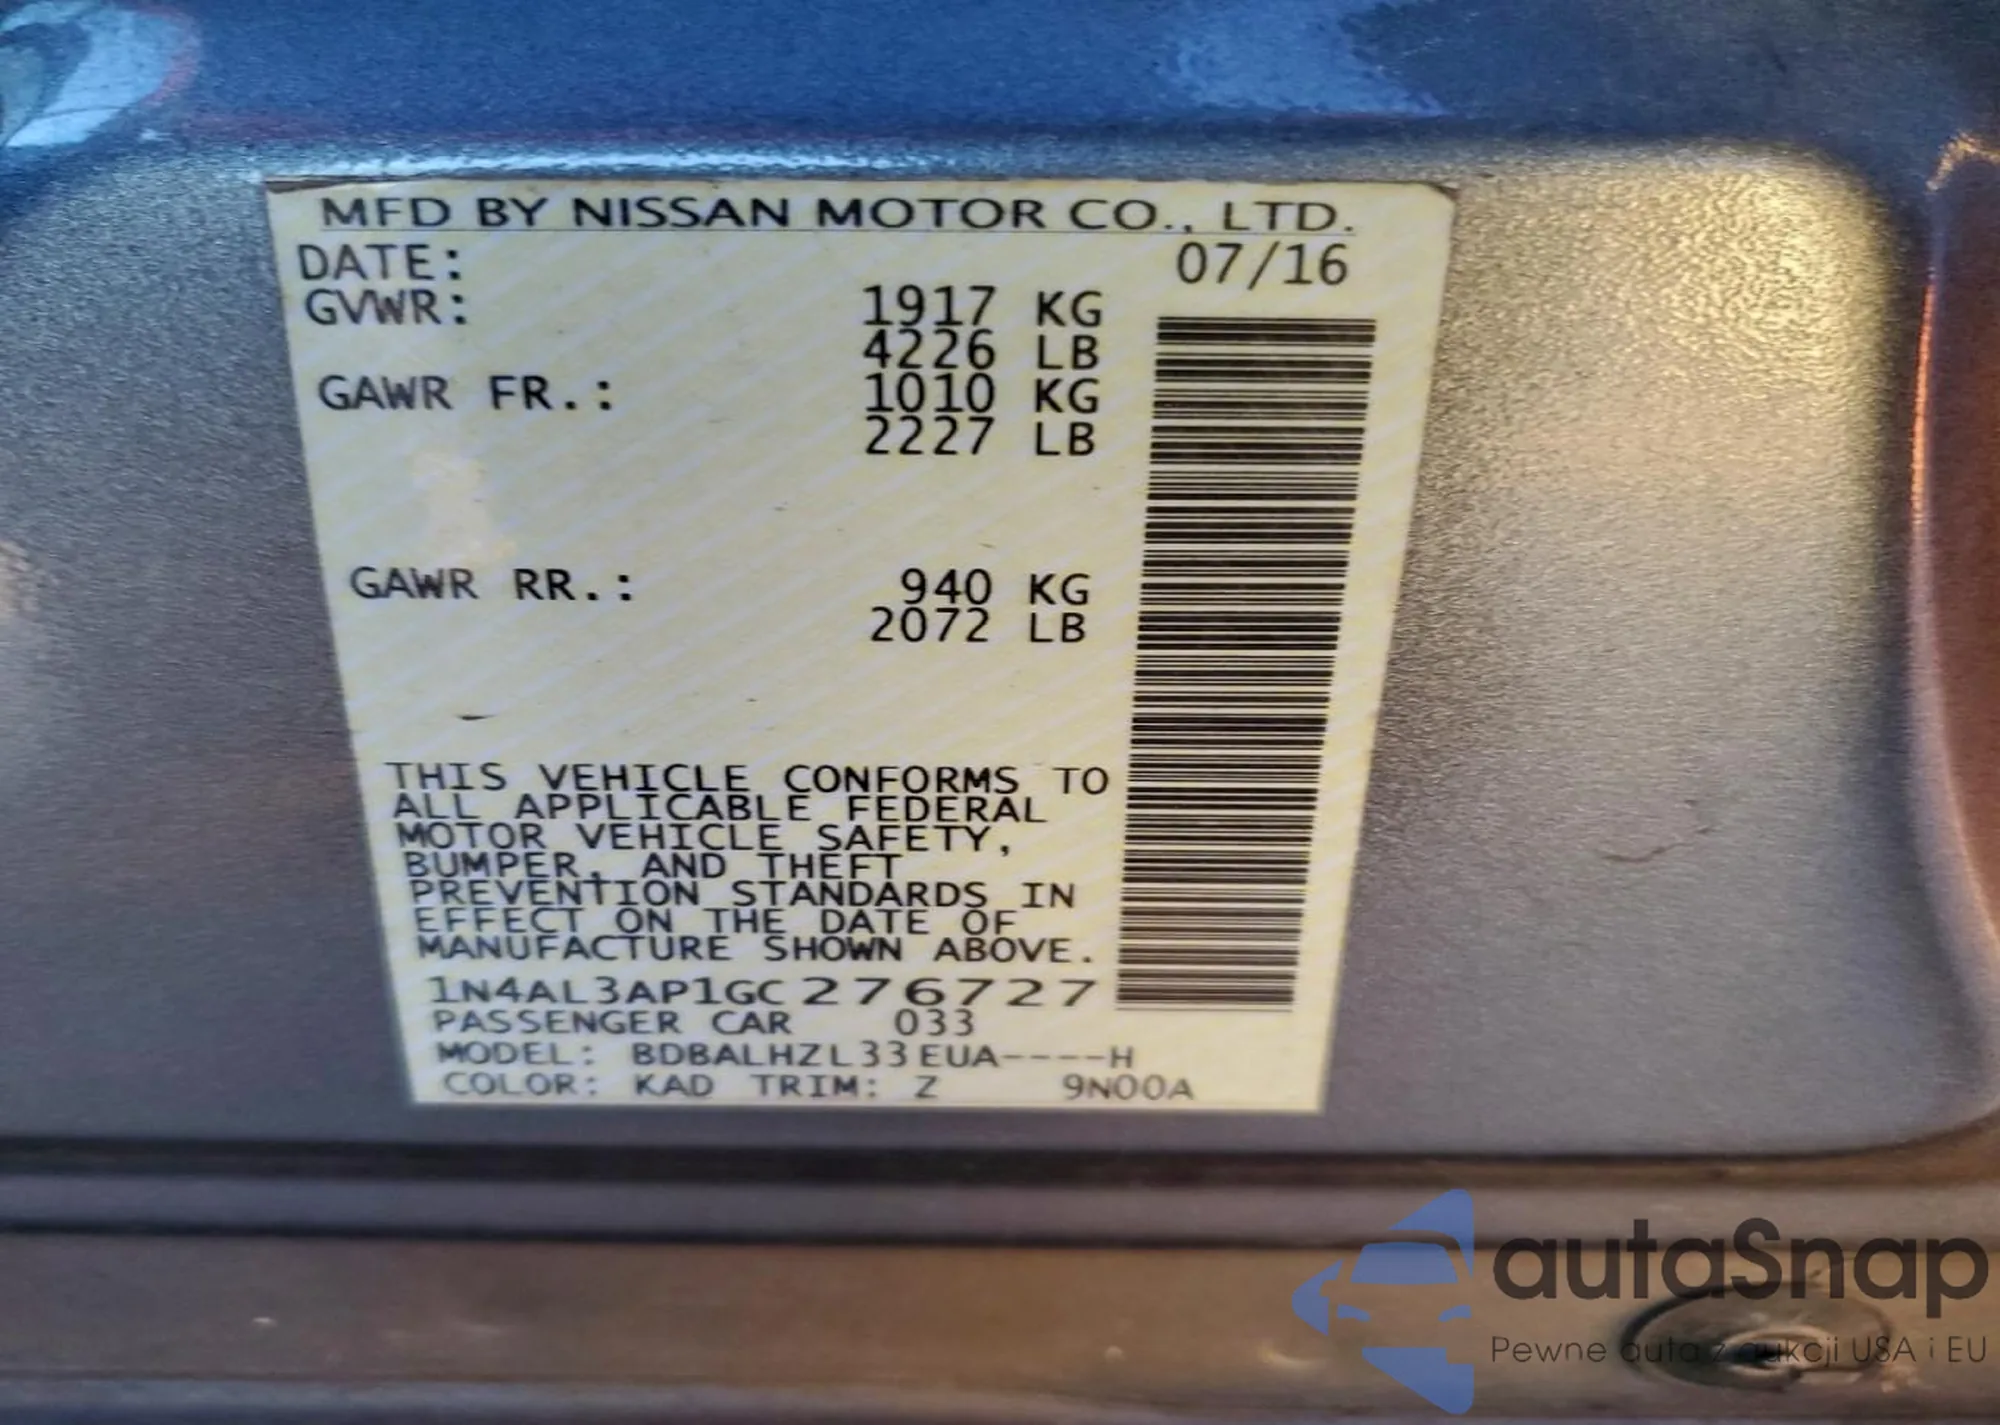 MFD BY NISSAN MOTOR CO., LTD.
DATE: 07/16
GVWR: 1917 KG
4226 LB
GAWR FR.: 1010 KG
2227 LB
GAWR RR.: 940 KG
2072 LB
THIS VEHICLE CONFORMS TO
ALL APPLICABLE FEDERAL
MOTOR VEHICLE SAFETY,
BUMPER, AND THEFT
PREVENTION STANDARDS IN
EFFECT ON THE DATE OF
MANUFACTURE SHOWN ABOVE.
1N4AL3AP1GC276727
PASSENGER CAR 033
MODEL: BDBALHZL33EUA----H
COLOR: KAD TRIM: Z 9N00A
autaSnap
Pewne auta z aukcji USA i EU